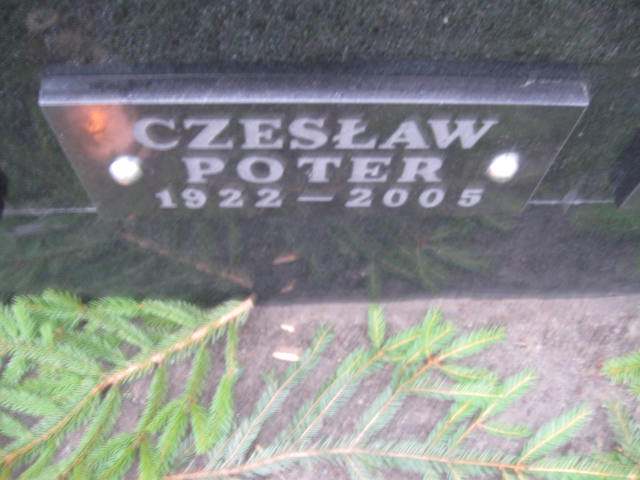 CZESŁAW
POTER
1922 – 2005